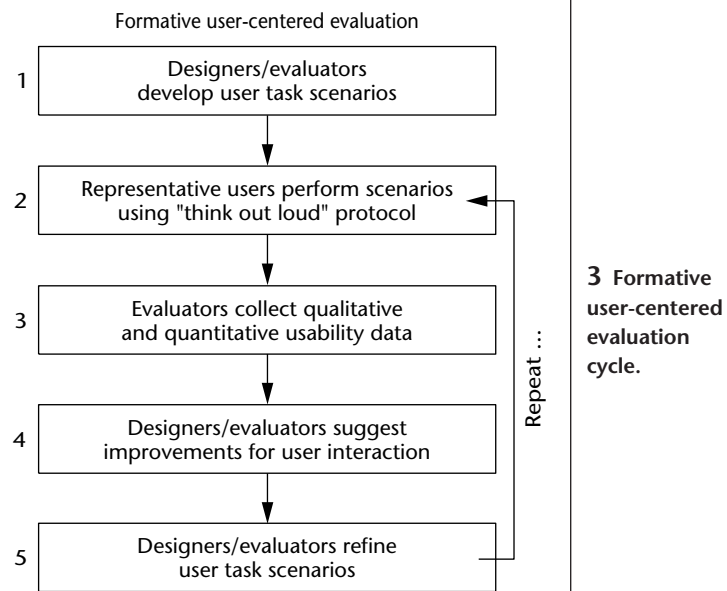 Formative user-centered evaluation
1
Designers/evaluators
develop user task scenarios
2
Representative users perform scenarios
using "think out loud" protocol
3
Evaluators collect qualitative
and quantitative usability data
4
Designers/evaluators suggest
improvements for user interaction
5
Designers/evaluators refine
user task scenarios
Repeat ...
3 Formative
user-centered
evaluation
cycle.